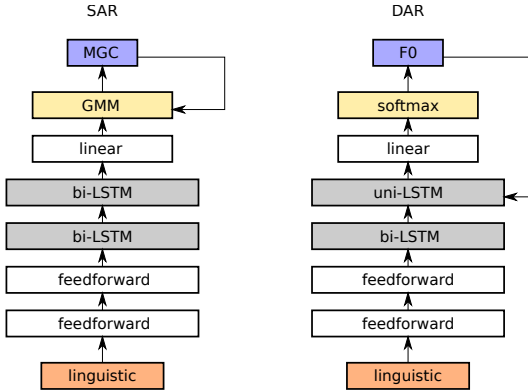 SAR
MGC
GMM
linear
bi-LSTM
bi-LSTM
feedforward
feedforward
linguistic
DAR
F0
softmax
linear
uni-LSTM
bi-LSTM
feedforward
feedforward
linguistic